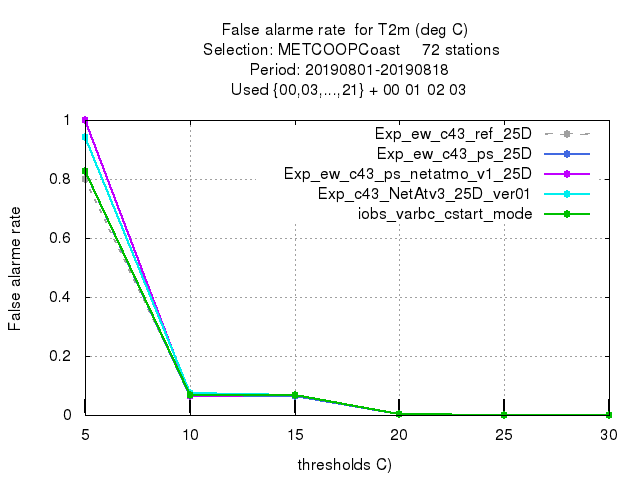 False alarme rate  for T2m (deg C)
Selection: METCOOPCoast     72 stations
Period: 20190801-20190818
Used {00,03,...,21} + 00 01 02 03
1
0.8
0.6
0.4
0.2
0
False alarme rate
Exp_ew_c43_ref_25D
Exp_ew_c43_ps_25D
Exp_ew_c43_ps_netatmo_v1_25D
Exp_c43_NetAtv3_25D_ver01
iobs_varbc_cstart_mode
5 10 15 20 25 30
thresholds C)